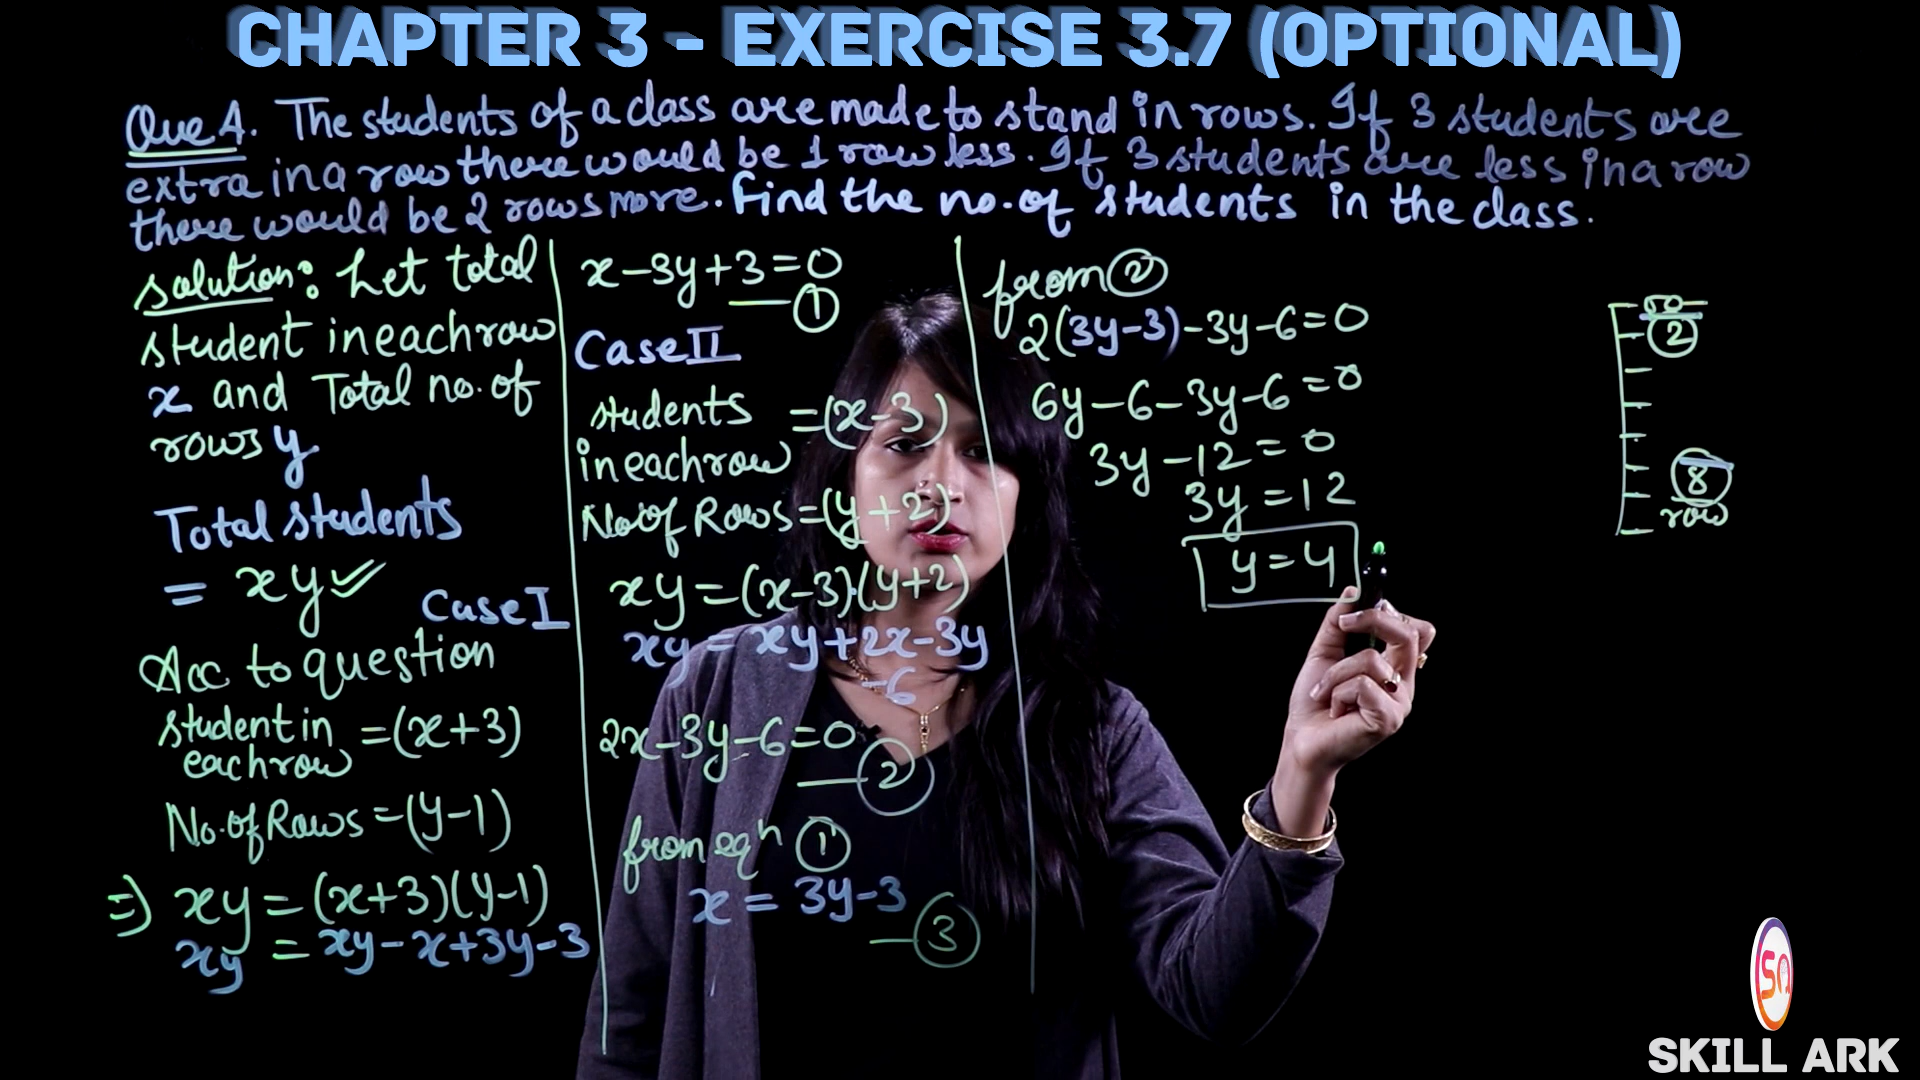 CHAPTER 3 - EXERCISE 3.7 (OPTIONAL)
Que 4. The students of a class are made to stand in rows. If 3 students are
extra in a row there would be 1 row less. If 3 students are less in a row
there would be 2 rows more. Find the no. of students in the class.
Solution: Let total
student in each row
x and Total no. of
rows y
Total students
= xy ✓
Case I
Acc to question
student in
each row = (x+3)
No. of Rows = (y-1)
=) xy = (x+3)(y-1)
xy = xy-x+3y-3
x-3y+3=0
1
Case II
students
in each row = (x-3)
No of Rows = (y+2)
xy = (x-3)(y+2)
xy = xy+2x-3y
-6
2x-3y-6=0
2
from eqn 1
x = 3y-3
3
from 2
2(3y-3)-3y-6=0
6y-6-3y-6=0
3y-12=0
3y=12
y=4
50
2
8
row
SKILL ARK